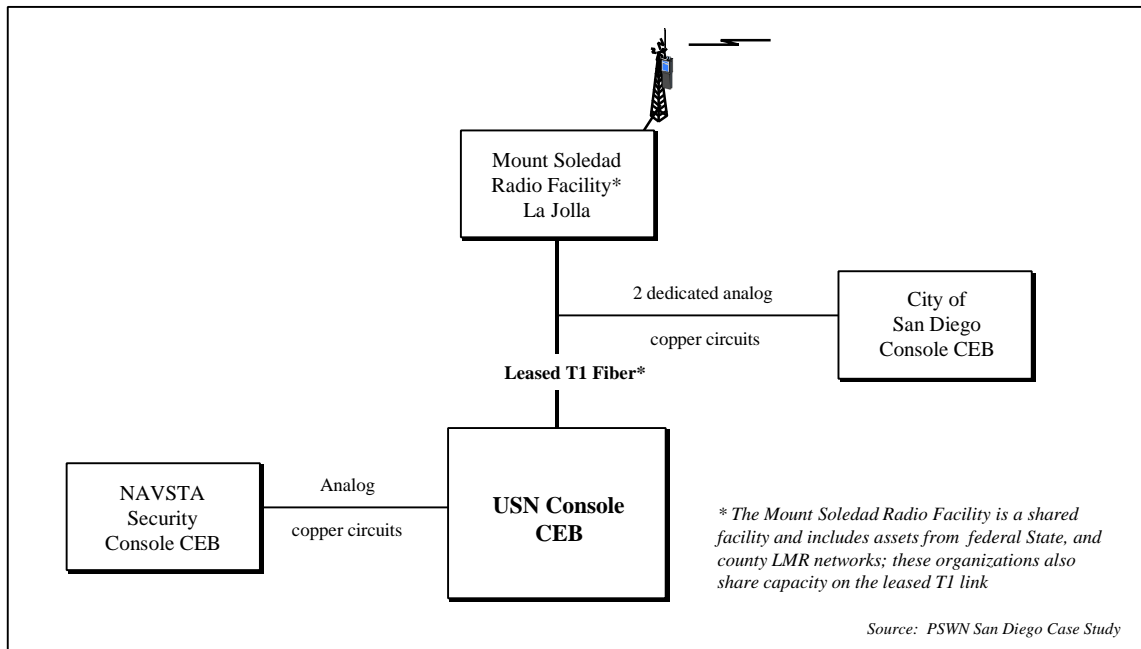 Mount Soledad
Radio Facility*
La Jolla
2 dedicated analog
copper circuits
City of
San Diego
Console CEB
Leased T1 Fiber*
NAVSTA
Security
Console CEB
Analog
copper circuits
USN Console
CEB
* The Mount Soledad Radio Facility is a shared
facility and includes assets from federal State, and
county LMR networks; these organizations also
share capacity on the leased T1 link
Source: PSWN San Diego Case Study